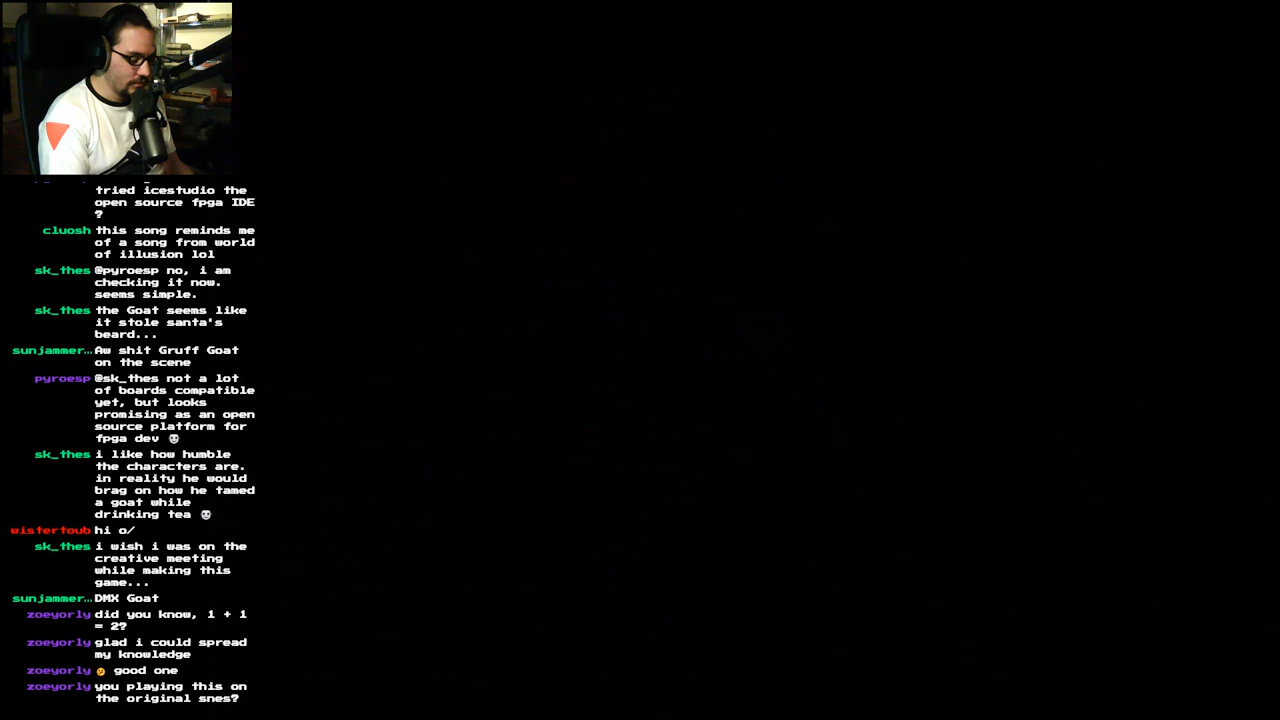 tried icestudio the
open source fpga IDE
?
cluosh this song reminds me
of a song from world
of illusion lol
sk_thes @pyroesp no, i am
checking it now.
seems simple.
sk_thes the Goat seems like
it stole santa's
beard...
sunjammer… Aw shit Gruff Goat
on the scene
pyroesp @sk_thes not a lot
of boards compatible
yet, but looks
promising as an open
source platform for
fpga dev
sk_thes i like how humble
the characters are.
in reality he would
brag on how he tamed
a goat while
drinking tea
wistertoub hi o/
sk_thes i wish i was on the
creative meeting
while making this
game...
sunjammer… DMX Goat
zoeyorly did you know, 1 + 1
= 2?
zoeyorly glad i could spread
my knowledge
zoeyorly good one
zoeyorly you playing this on
the original snes?